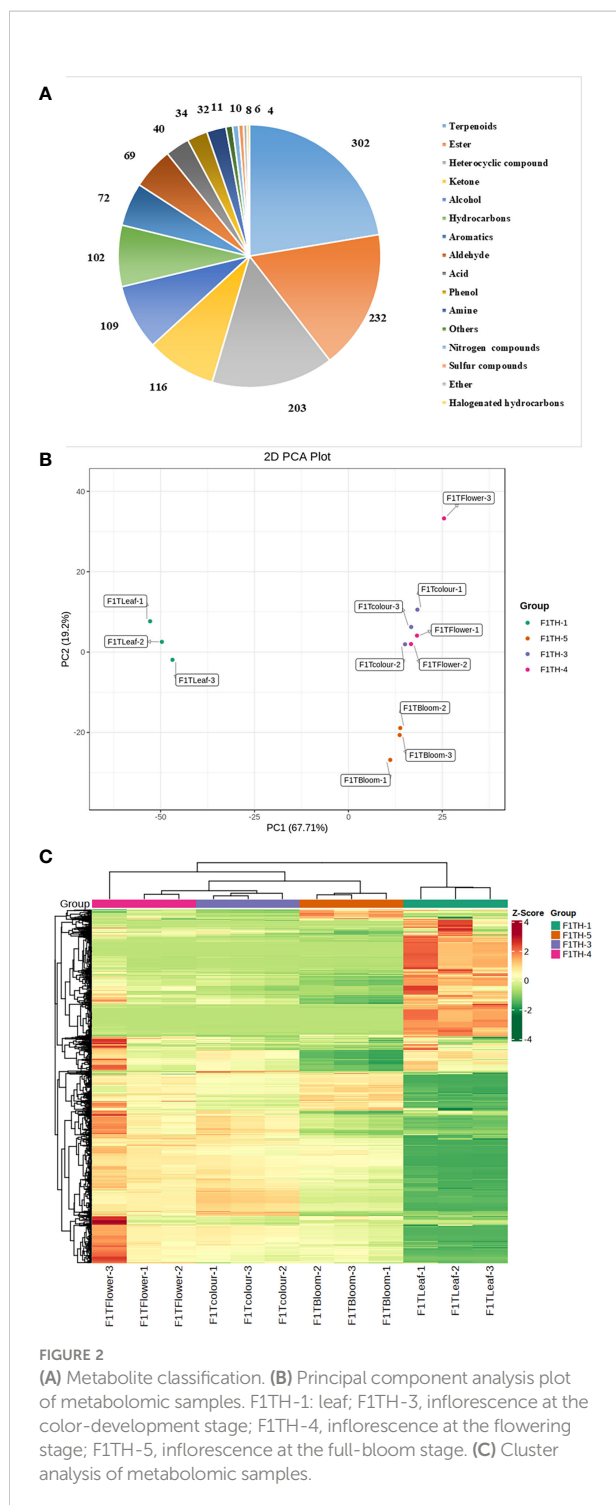 A
34 32 11 10 8 6 4
40
69
72
102
109
116
203
232
302
Terpenoids
Ester
Heterocyclic compound
Ketone
Alcohol
Hydrocarbons
Aromatics
Aldehyde
Acid
Phenol
Amine
Others
Nitrogen compounds
Sulfur compounds
Ether
Halogenated hydrocarbons
B
2D PCA Plot
40
20
0
-20
PC2 (19.2%)
F1TFlower-3
F1Tcolour-1
F1Tcolour-3
F1TFlower-1
F1Tcolour-2
F1TFlower-2
F1TLeaf-1
F1TLeaf-2
F1TLeaf-3
F1TBloom-2
F1TBloom-3
F1TBloom-1
-50 -25 0 25
PC1 (67.71%)
Group
F1TH-1
F1TH-5
F1TH-3
F1TH-4
C
Group
Z-Score
4
2
0
-2
-4
Group
F1TH-1
F1TH-5
F1TH-3
F1TH-4
F1TFlower-3
F1TFlower-1
F1TFlower-2
F1Tcolour-1
F1Tcolour-3
F1Tcolour-2
F1TBloom-2
F1TBloom-3
F1TBloom-1
F1TLeaf-1
F1TLeaf-2
F1TLeaf-3
FIGURE 2
(A) Metabolite classification. (B) Principal component analysis plot
of metabolomic samples. F1TH-1: leaf; F1TH-3, inflorescence at the
color-development stage; F1TH-4, inflorescence at the flowering
stage; F1TH-5, inflorescence at the full-bloom stage. (C) Cluster
analysis of metabolomic samples.